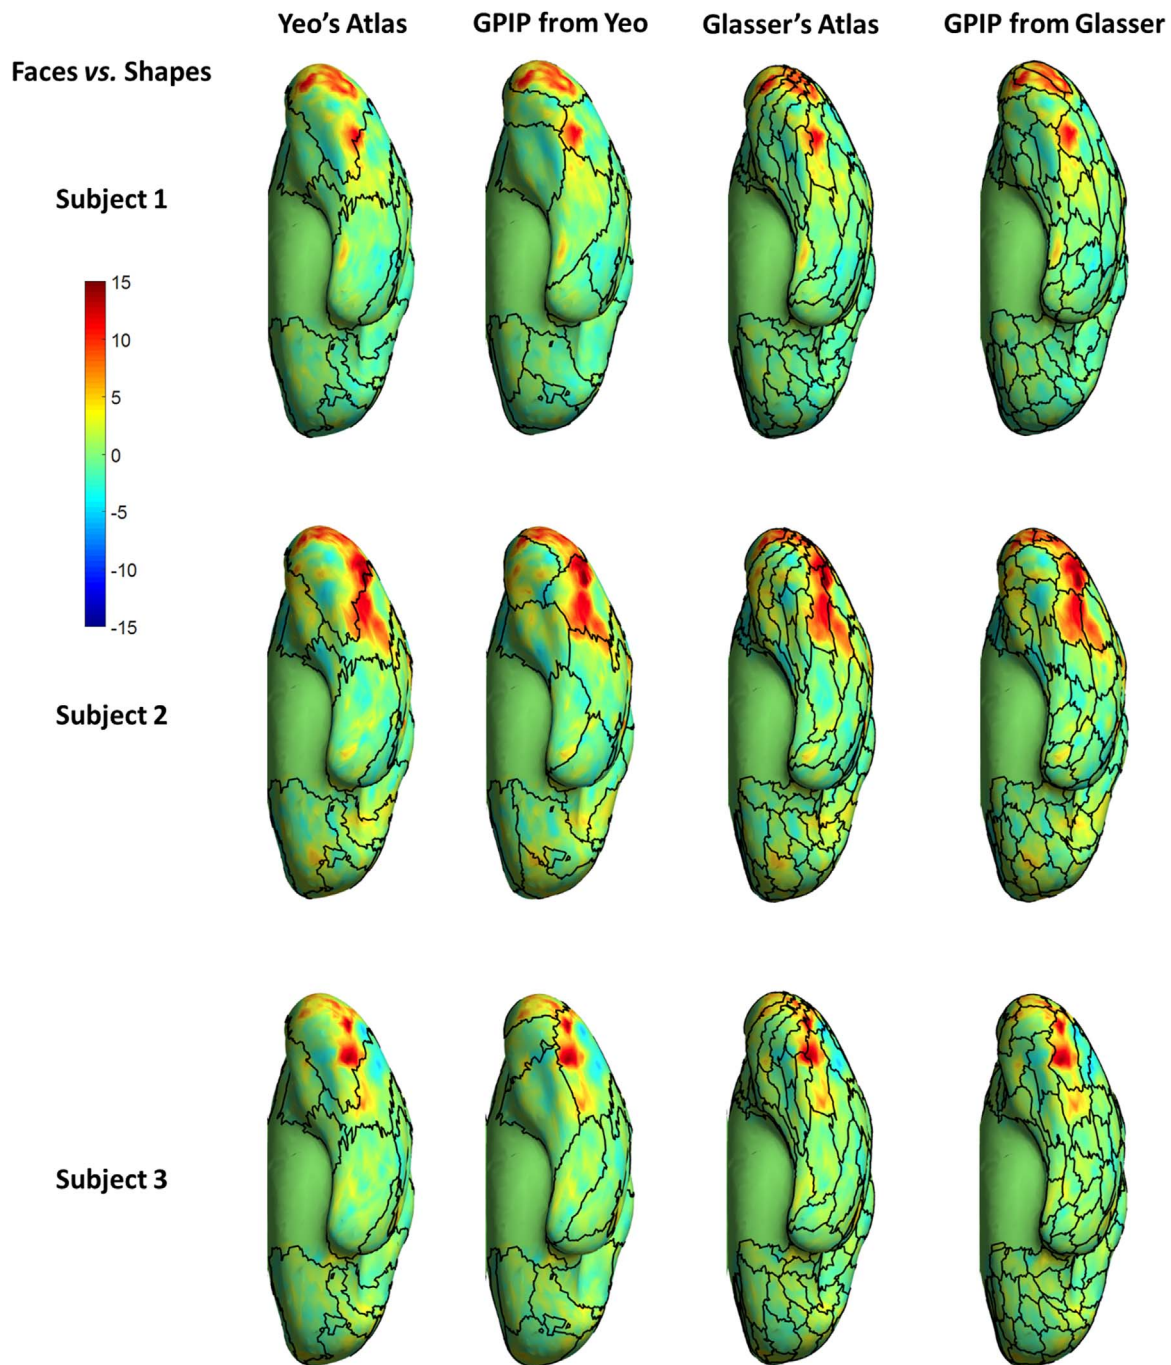 Yeo's Atlas GPIP from Yeo Glasser's Atlas GPIP from Glasser
Faces vs. Shapes
Subject 1
15
10
5
0
-5
-10
-15
Subject 2
Subject 3